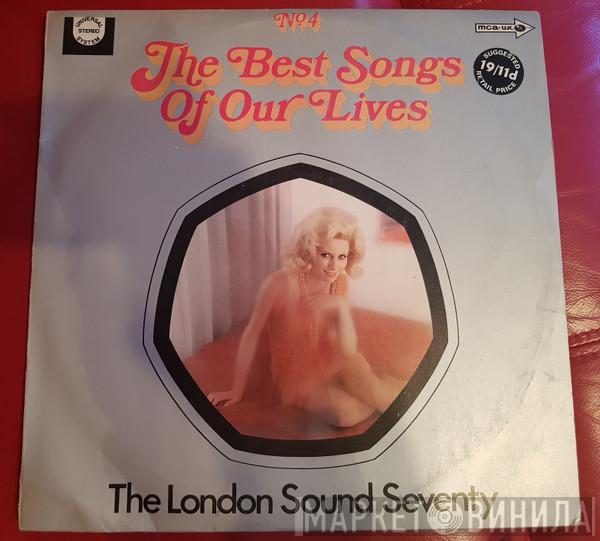 UNIVERSAL
STEREO
SYSTEM
Nº4
mca·u.k.
The Best Songs
Of Our Lives
SUGGESTED
19/11d
RETAIL PRICE
The London Sound Seventy
МАРКЕТ ВИНИЛА